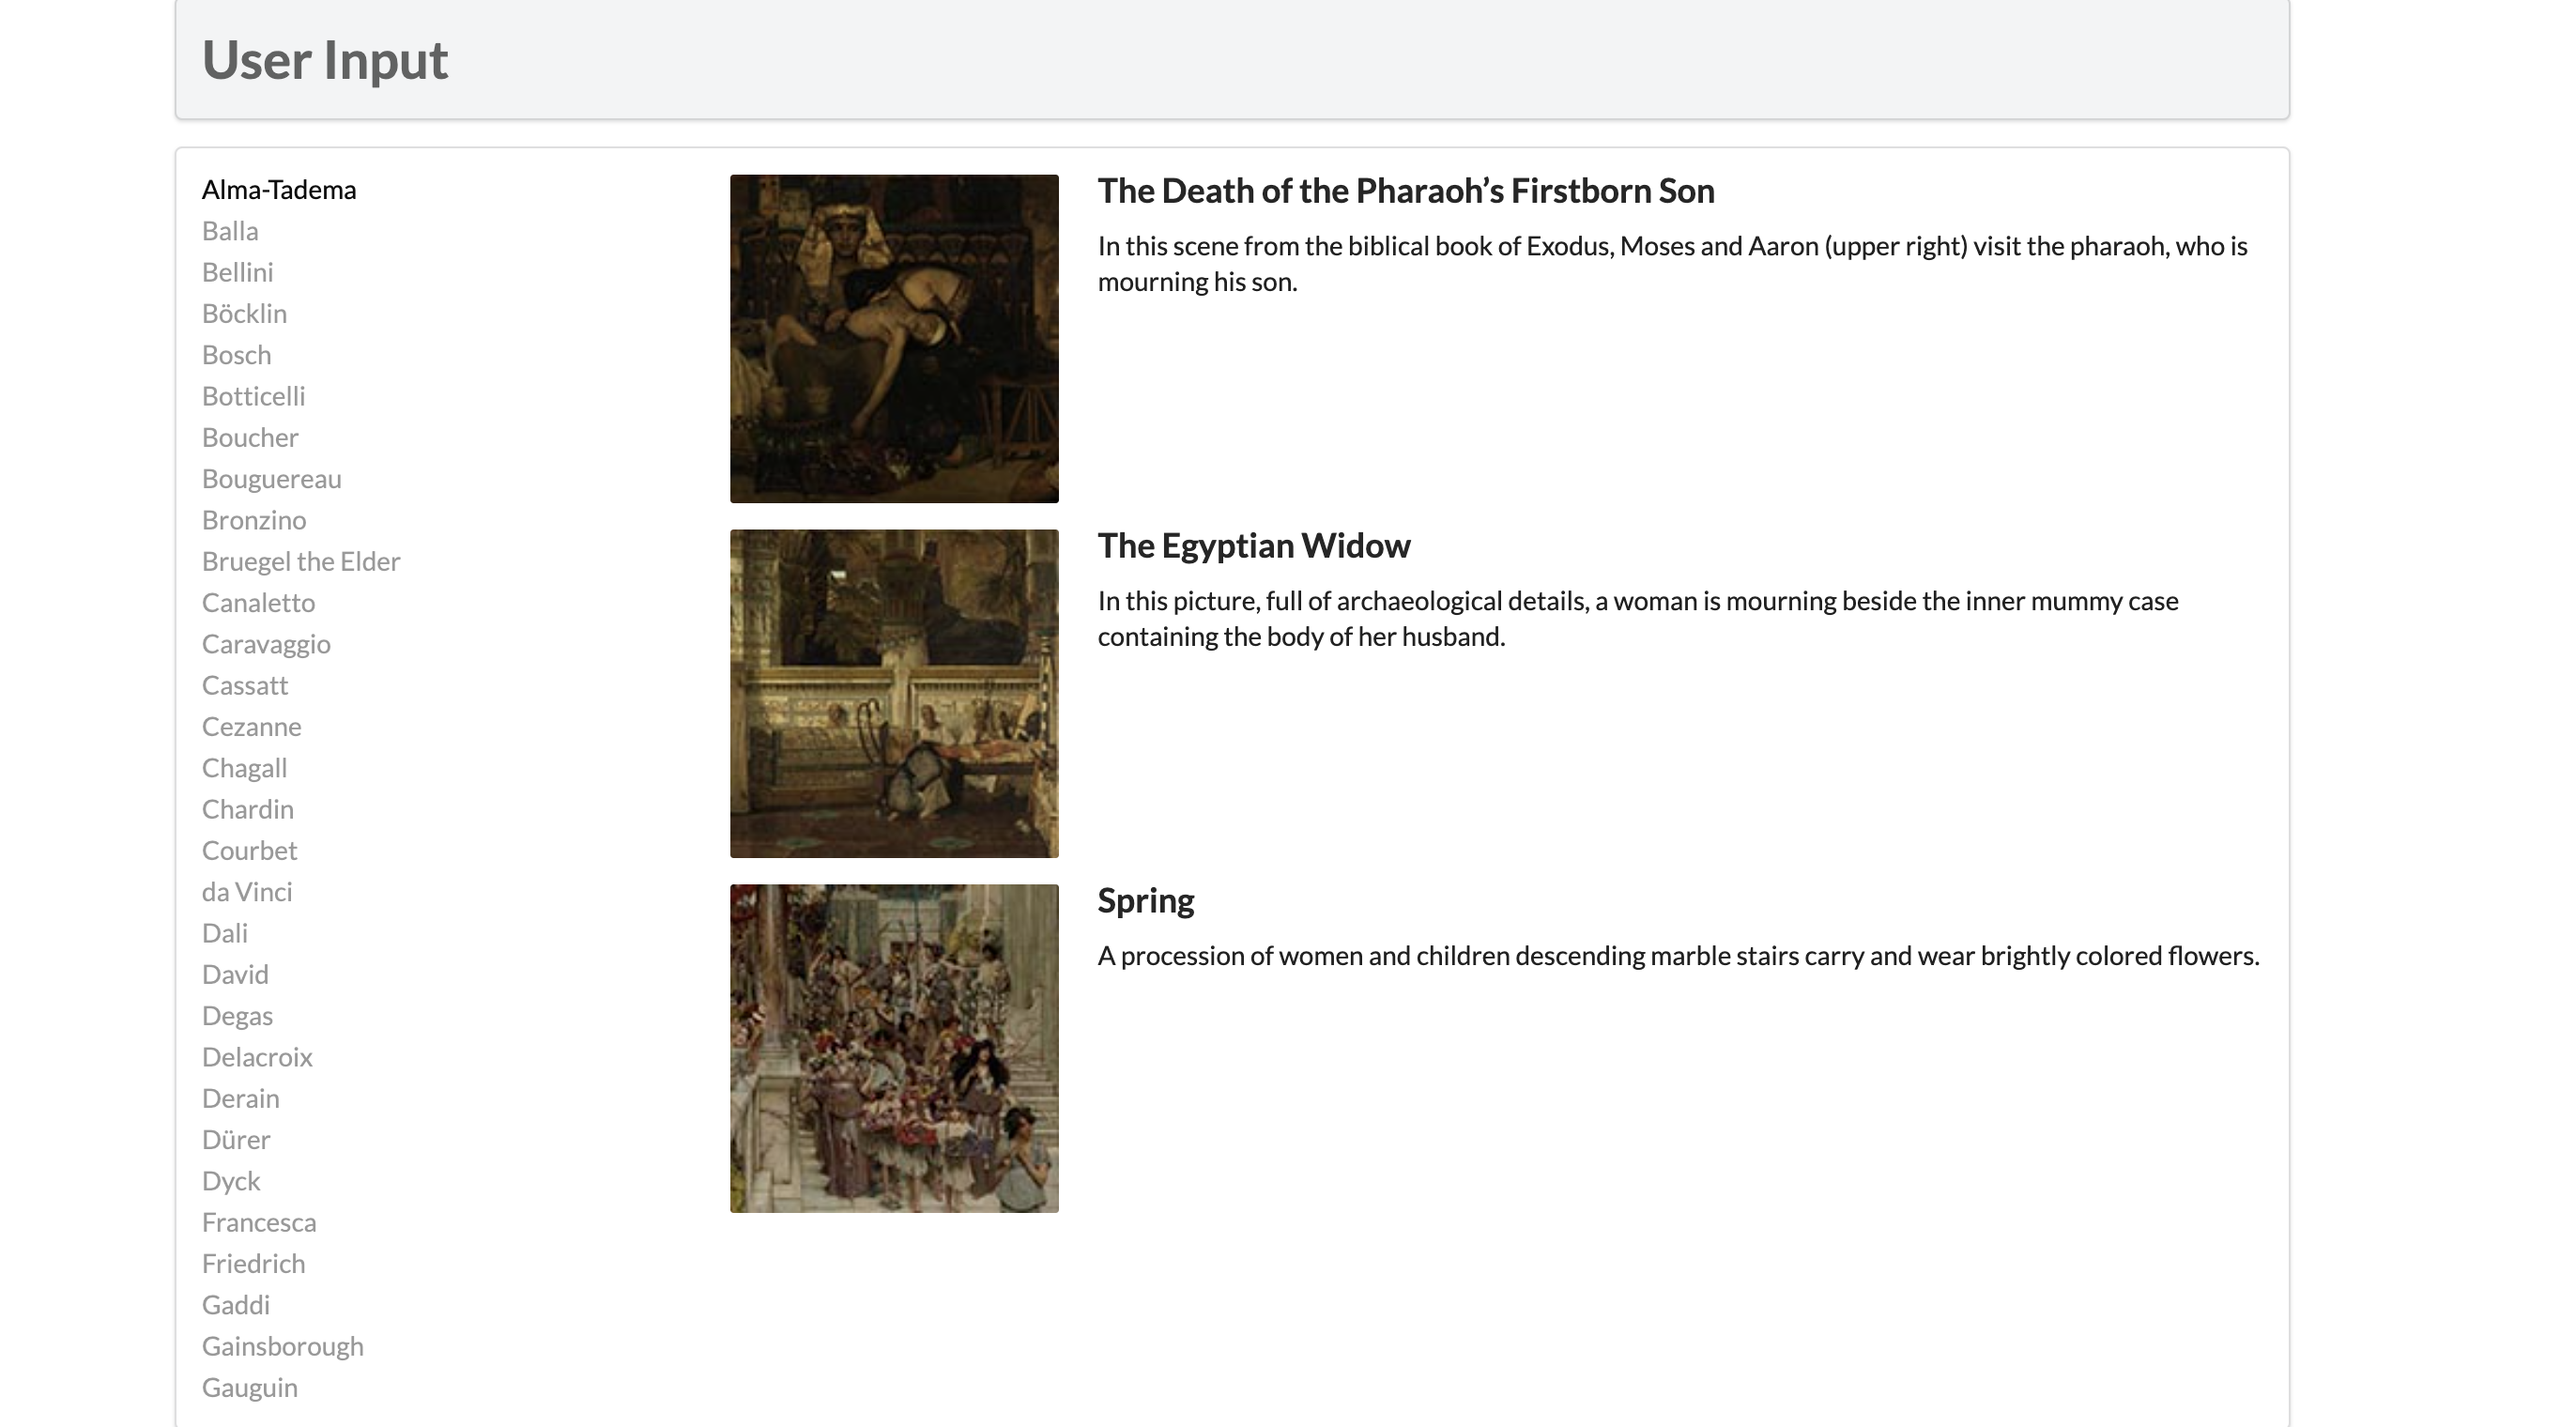 User Input
Alma-Tadema
Balla
Bellini
Böcklin
Bosch
Botticelli
Boucher
Bouguereau
Bronzino
Bruegel the Elder
Canaletto
Caravaggio
Cassatt
Cezanne
Chagall
Chardin
Courbet
da Vinci
Dali
David
Degas
Delacroix
Derain
Dürer
Dyck
Francesca
Friedrich
Gaddi
Gainsborough
Gauguin
The Death of the Pharaoh’s Firstborn Son
In this scene from the biblical book of Exodus, Moses and Aaron (upper right) visit the pharaoh, who is
mourning his son.
The Egyptian Widow
In this picture, full of archaeological details, a woman is mourning beside the inner mummy case
containing the body of her husband.
Spring
A procession of women and children descending marble stairs carry and wear brightly colored flowers.